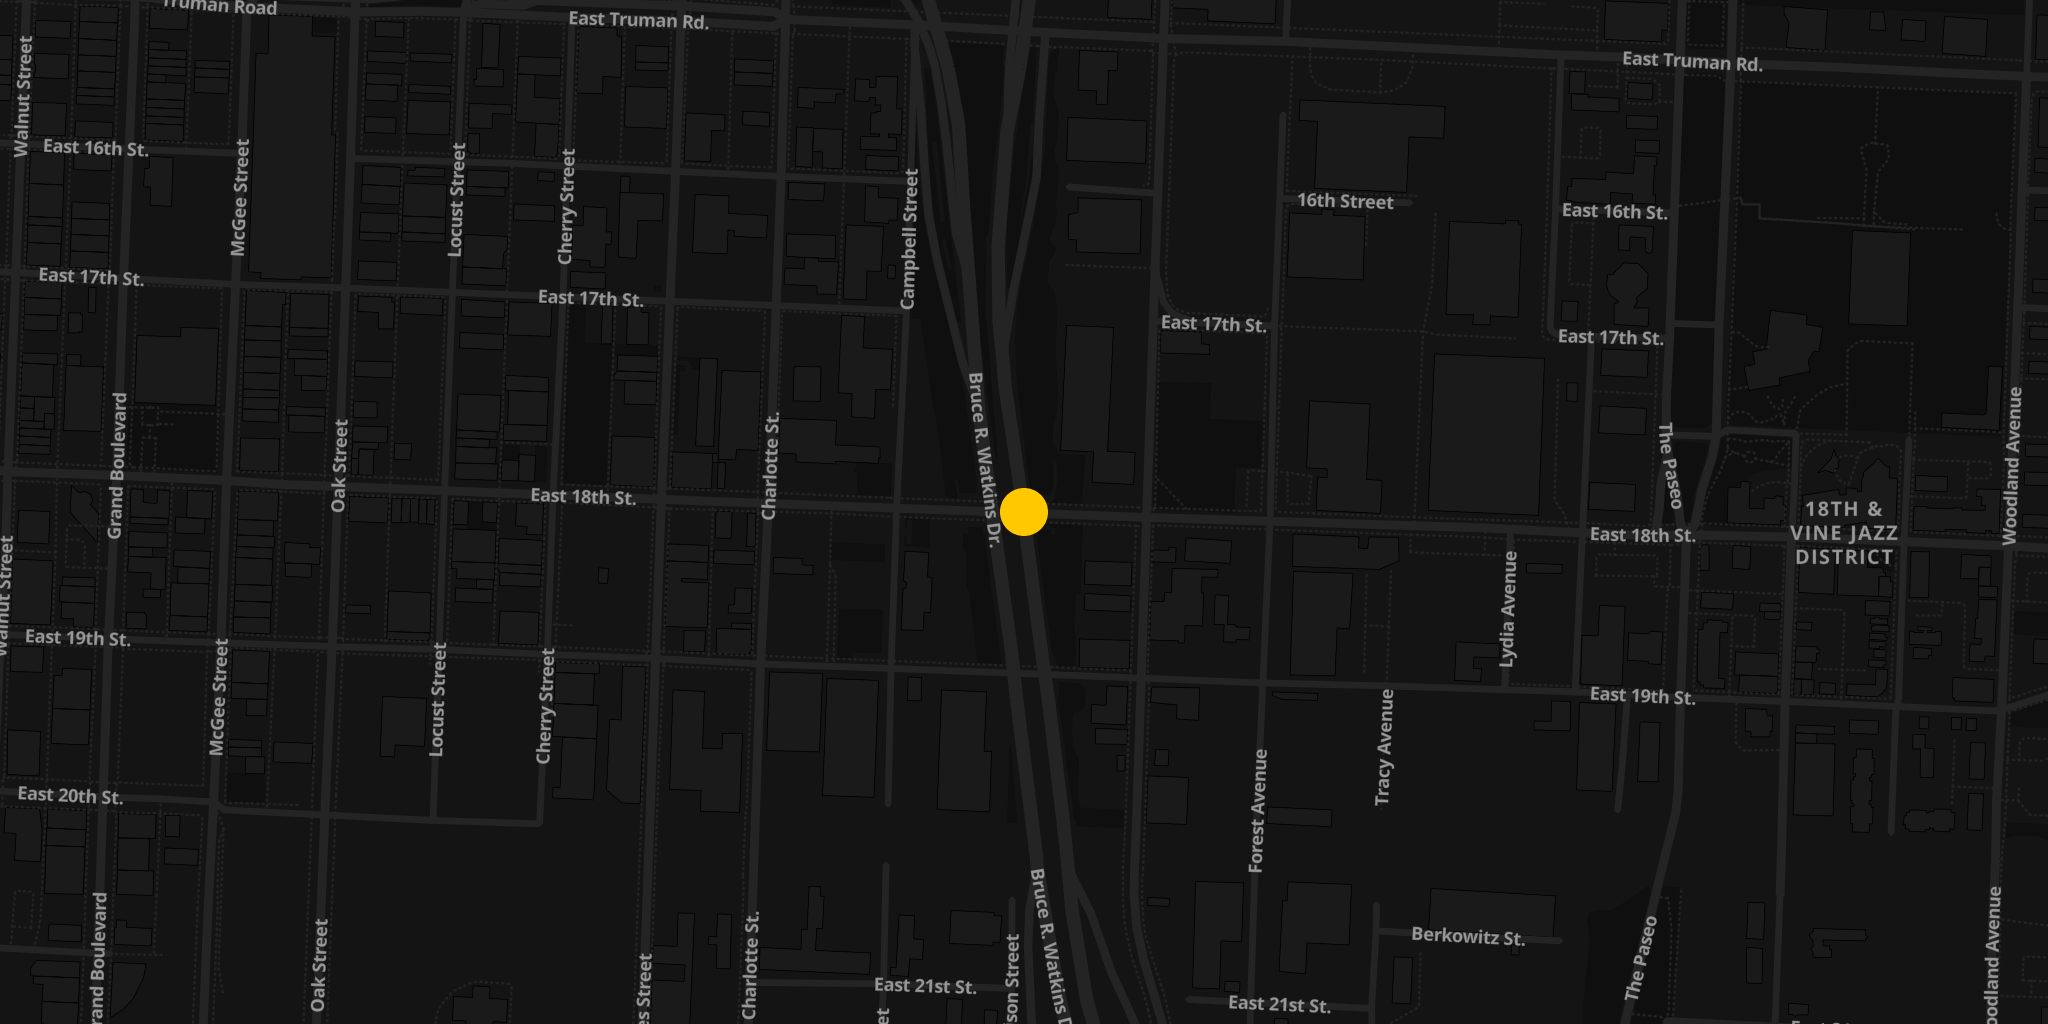 Truman Road
East Truman Rd.
East Truman Rd.
Walnut Street
East 16th St.
McGee Street
Locust Street
Cherry Street
Campbell Street
16th Street
East 16th St.
East 17th St.
East 17th St.
East 17th St.
East 17th St.
Grand Boulevard
Oak Street
Charlotte St.
Bruce R. Watkins Dr.
The Paseo
Woodland Avenue
East 18th St.
18TH &
VINE JAZZ
DISTRICT
East 18th St.
Walnut Street
East 19th St.
McGee Street
Locust Street
Cherry Street
Lydia Avenue
East 19th St.
Tracy Avenue
Forest Avenue
East 20th St.
Grand Boulevard
Oak Street
es Street
Charlotte St.
East 21st St.
son Street
Bruce R. Watkins D
East 21st St.
Berkowitz St.
The Paseo
oodland Avenue